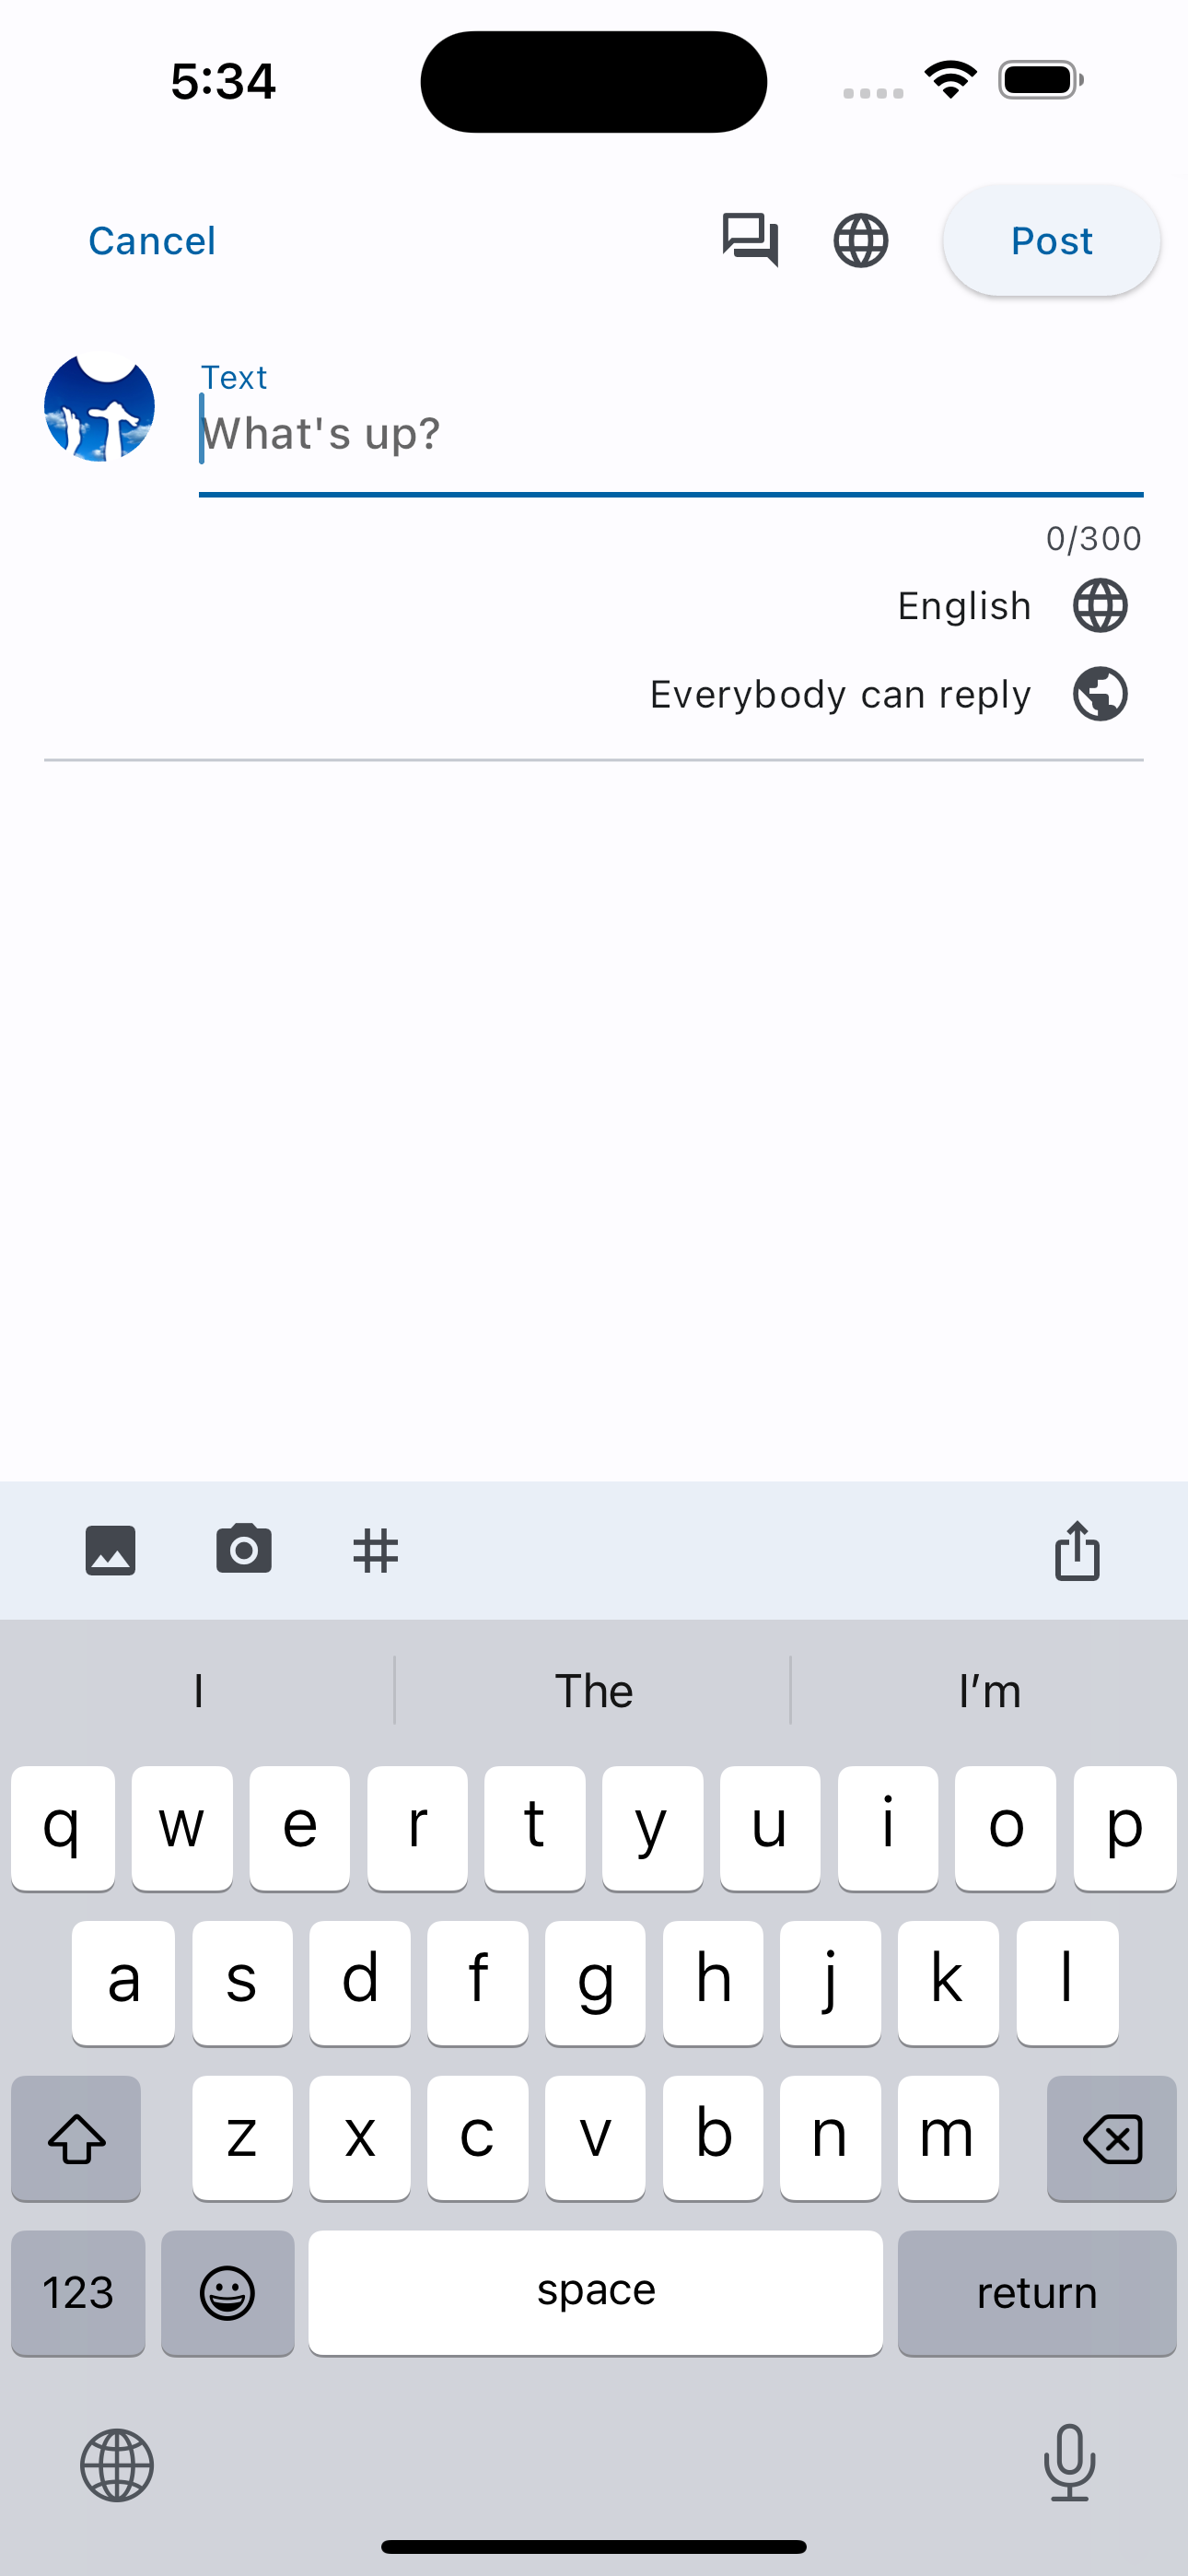 5:34
Cancel
Post
Text
What's up?
0/300
English
Everybody can reply
I The I’m
q w e r t y u i o p
a s d f g h j k l
z x c v b n m
123 space return